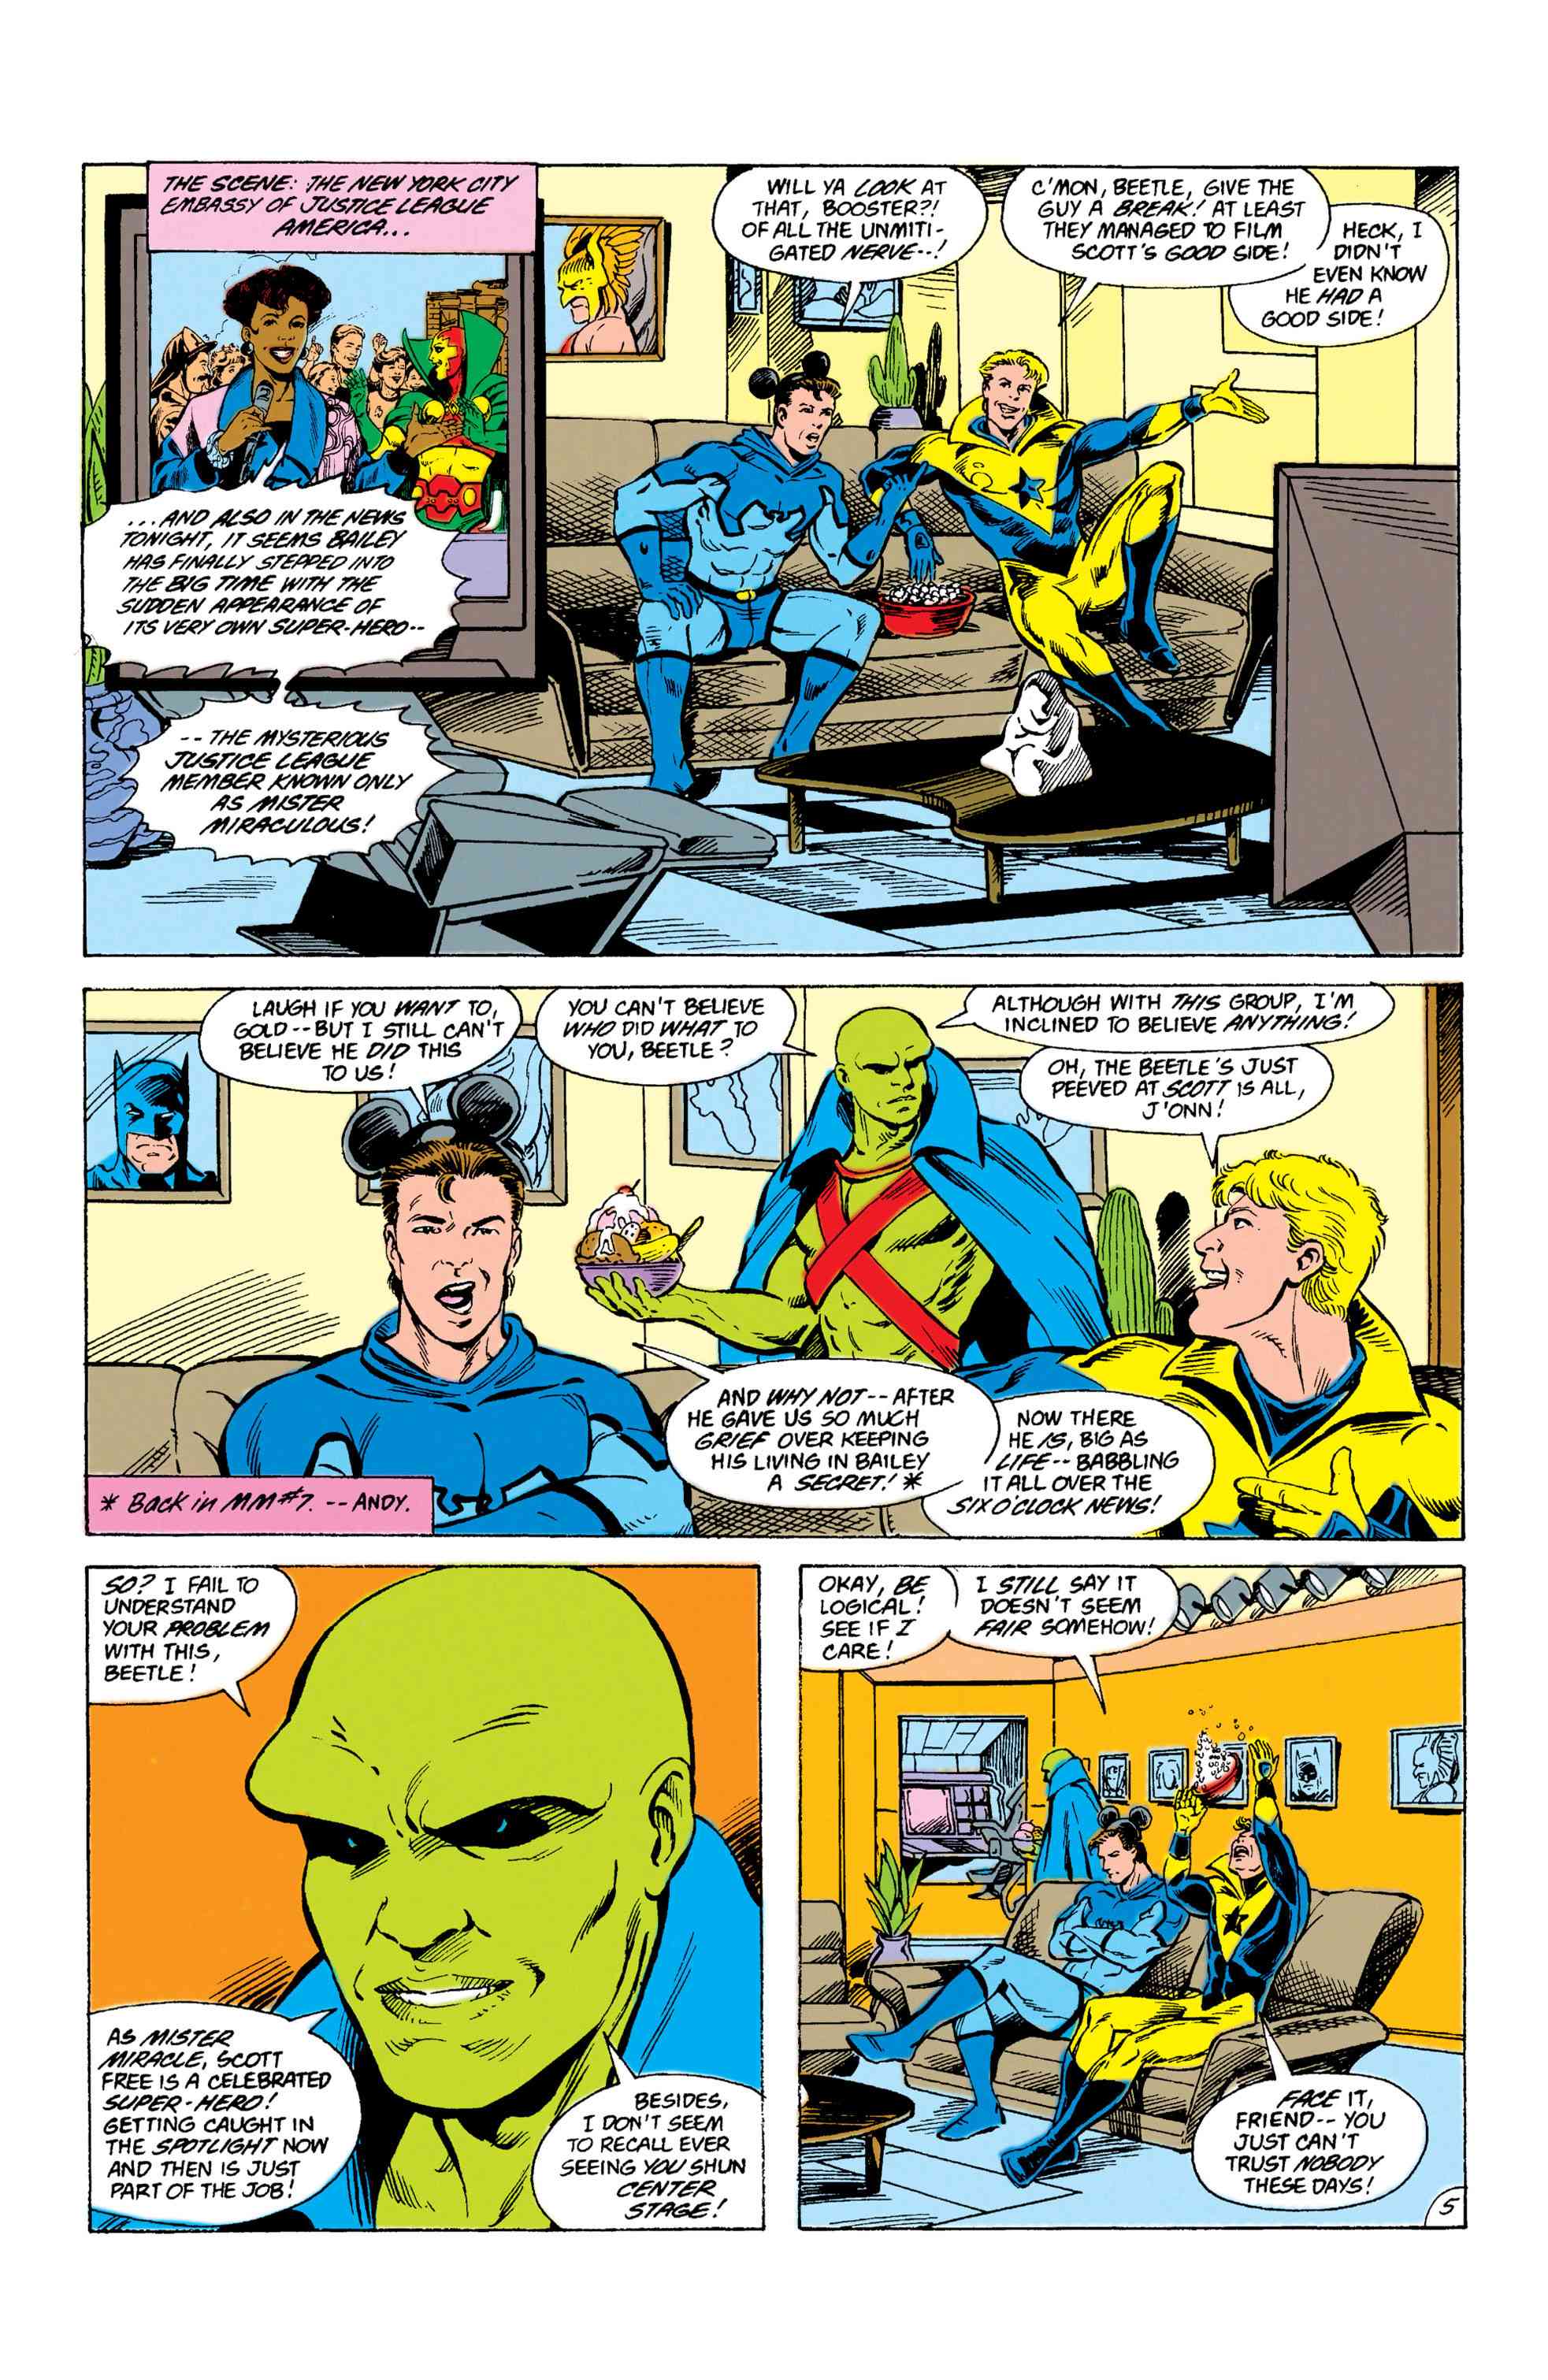 THE SCENE: THE NEW YORK CITY
EMBASSY OF JUSTICE LEAGUE
AMERICA...
...AND ALSO IN THE NEWS
TONIGHT, IT SEEMS BAILEY
HAS FINALLY STEPPED INTO
THE BIG TIME WITH THE
SUDDEN APPEARANCE OF
ITS VERY OWN SUPER-HERO--
-- THE MYSTERIOUS
JUSTICE LEAGUE
MEMBER KNOWN ONLY
AS MISTER
MIRACULOUS!
WILL YA LOOK AT
THAT, BOOSTER?!
OF ALL THE UNMITI-
GATED NERVE--!
C'MON, BEETLE, GIVE THE
GUY A BREAK! AT LEAST
THEY MANAGED TO FILM
SCOTT'S GOOD SIDE!
HECK, I
DIDN'T
EVEN KNOW
HE HAD A
GOOD SIDE!
LAUGH IF YOU WANT TO,
GOLD--BUT I STILL CAN'T
BELIEVE HE DID THIS
TO US!
YOU CAN'T BELIEVE
WHO DID WHAT TO
YOU, BEETLE?
ALTHOUGH WITH THIS GROUP, I'M
INCLINED TO BELIEVE ANYTHING!
OH, THE BEETLE'S JUST
PEEVED AT SCOTT IS ALL,
J'ONN!
AND WHY NOT-- AFTER
HE GAVE US SO MUCH
GRIEF OVER KEEPING
HIS LIVING IN BAILEY
A SECRET! *
NOW THERE
HE IS, BIG AS
LIFE-- BABBLING
IT ALL OVER THE
SIX O'CLOCK NEWS!
* Back in MM #7. -- ANDY.
SO? I FAIL TO
UNDERSTAND
YOUR PROBLEM
WITH THIS,
BEETLE!
AS MISTER
MIRACLE, SCOTT
FREE IS A CELEBRATED
SUPER-HERO!
GETTING CAUGHT IN
THE SPOTLIGHT NOW
AND THEN IS JUST
PART OF THE JOB!
BESIDES,
I DON'T SEEM
TO RECALL EVER
SEEING YOU SHUN
CENTER
STAGE!
OKAY, BE
LOGICAL!
SEE IF I
CARE!
I STILL SAY IT
DOESN'T SEEM
FAIR SOMEHOW!
FACE IT,
FRIEND-- YOU
JUST CAN'T
TRUST NOBODY
THESE DAYS!
5